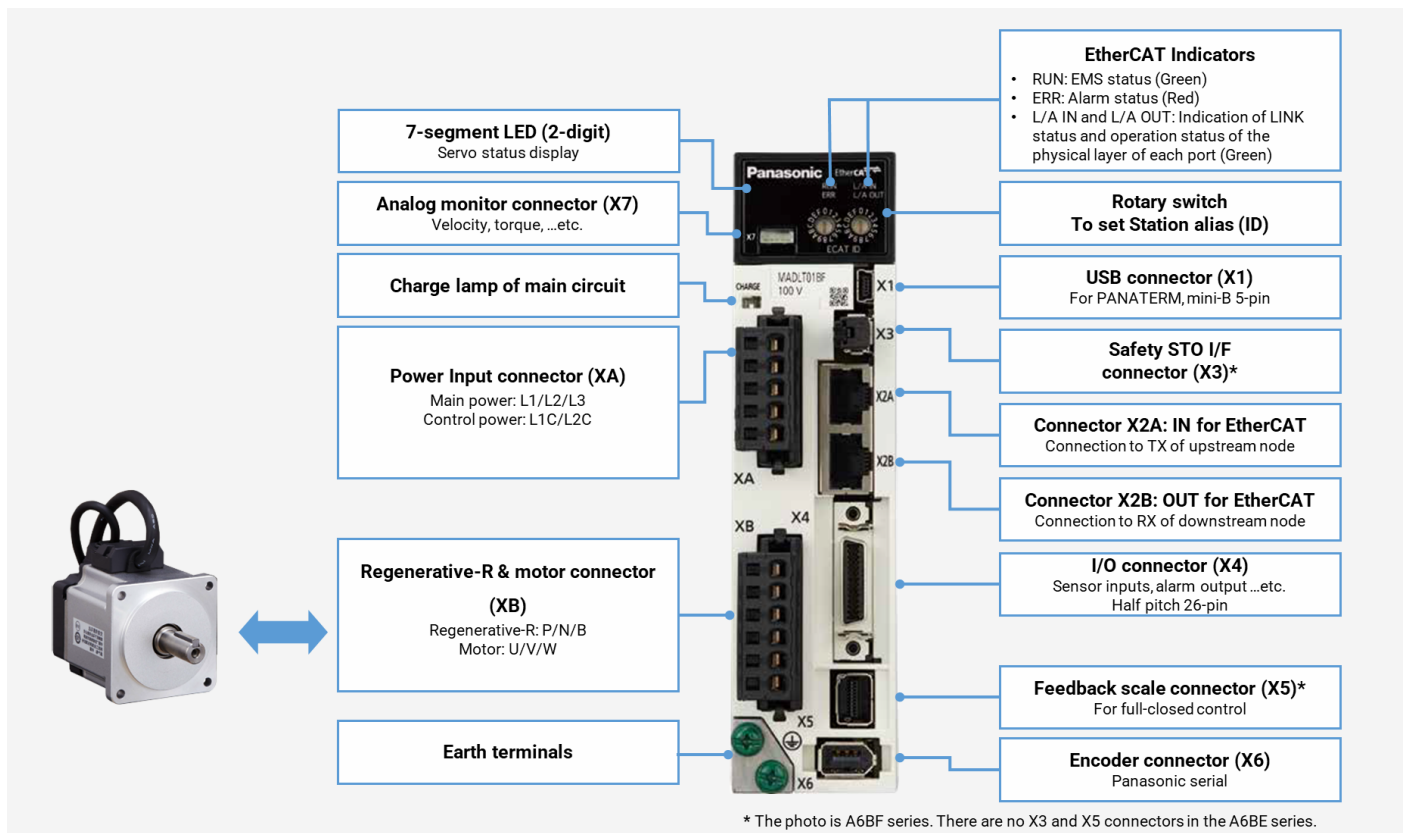 7-segment LED (2-digit)
Servo status display
Analog monitor connector (X7)
Velocity, torque, ...etc.
Charge lamp of main circuit
Power Input connector (XA)
Main power: L1/L2/L3
Control power: L1C/L2C
Regenerative-R & motor connector
(XB)
Regenerative-R: P/N/B
Motor: U/V/W
Earth terminals
Panasonic EtherCAT
RUN L/A IN
ERR L/A OUT
X7
ECAT ID
MADLT01BF
100 V
CHARGE
X1
X3
X2A
X2B
XA
XB
X4
X5
X6
EtherCAT Indicators
• RUN: EMS status (Green)
• ERR: Alarm status (Red)
• L/A IN and L/A OUT: Indication of LINK
status and operation status of the
physical layer of each port (Green)
Rotary switch
To set Station alias (ID)
USB connector (X1)
For PANATERM, mini-B 5-pin
Safety STO I/F
connector (X3)*
Connector X2A: IN for EtherCAT
Connection to TX of upstream node
Connector X2B: OUT for EtherCAT
Connection to RX of downstream node
I/O connector (X4)
Sensor inputs, alarm output ...etc.
Half pitch 26-pin
Feedback scale connector (X5)*
For full-closed control
Encoder connector (X6)
Panasonic serial
* The photo is A6BF series. There are no X3 and X5 connectors in the A6BE series.